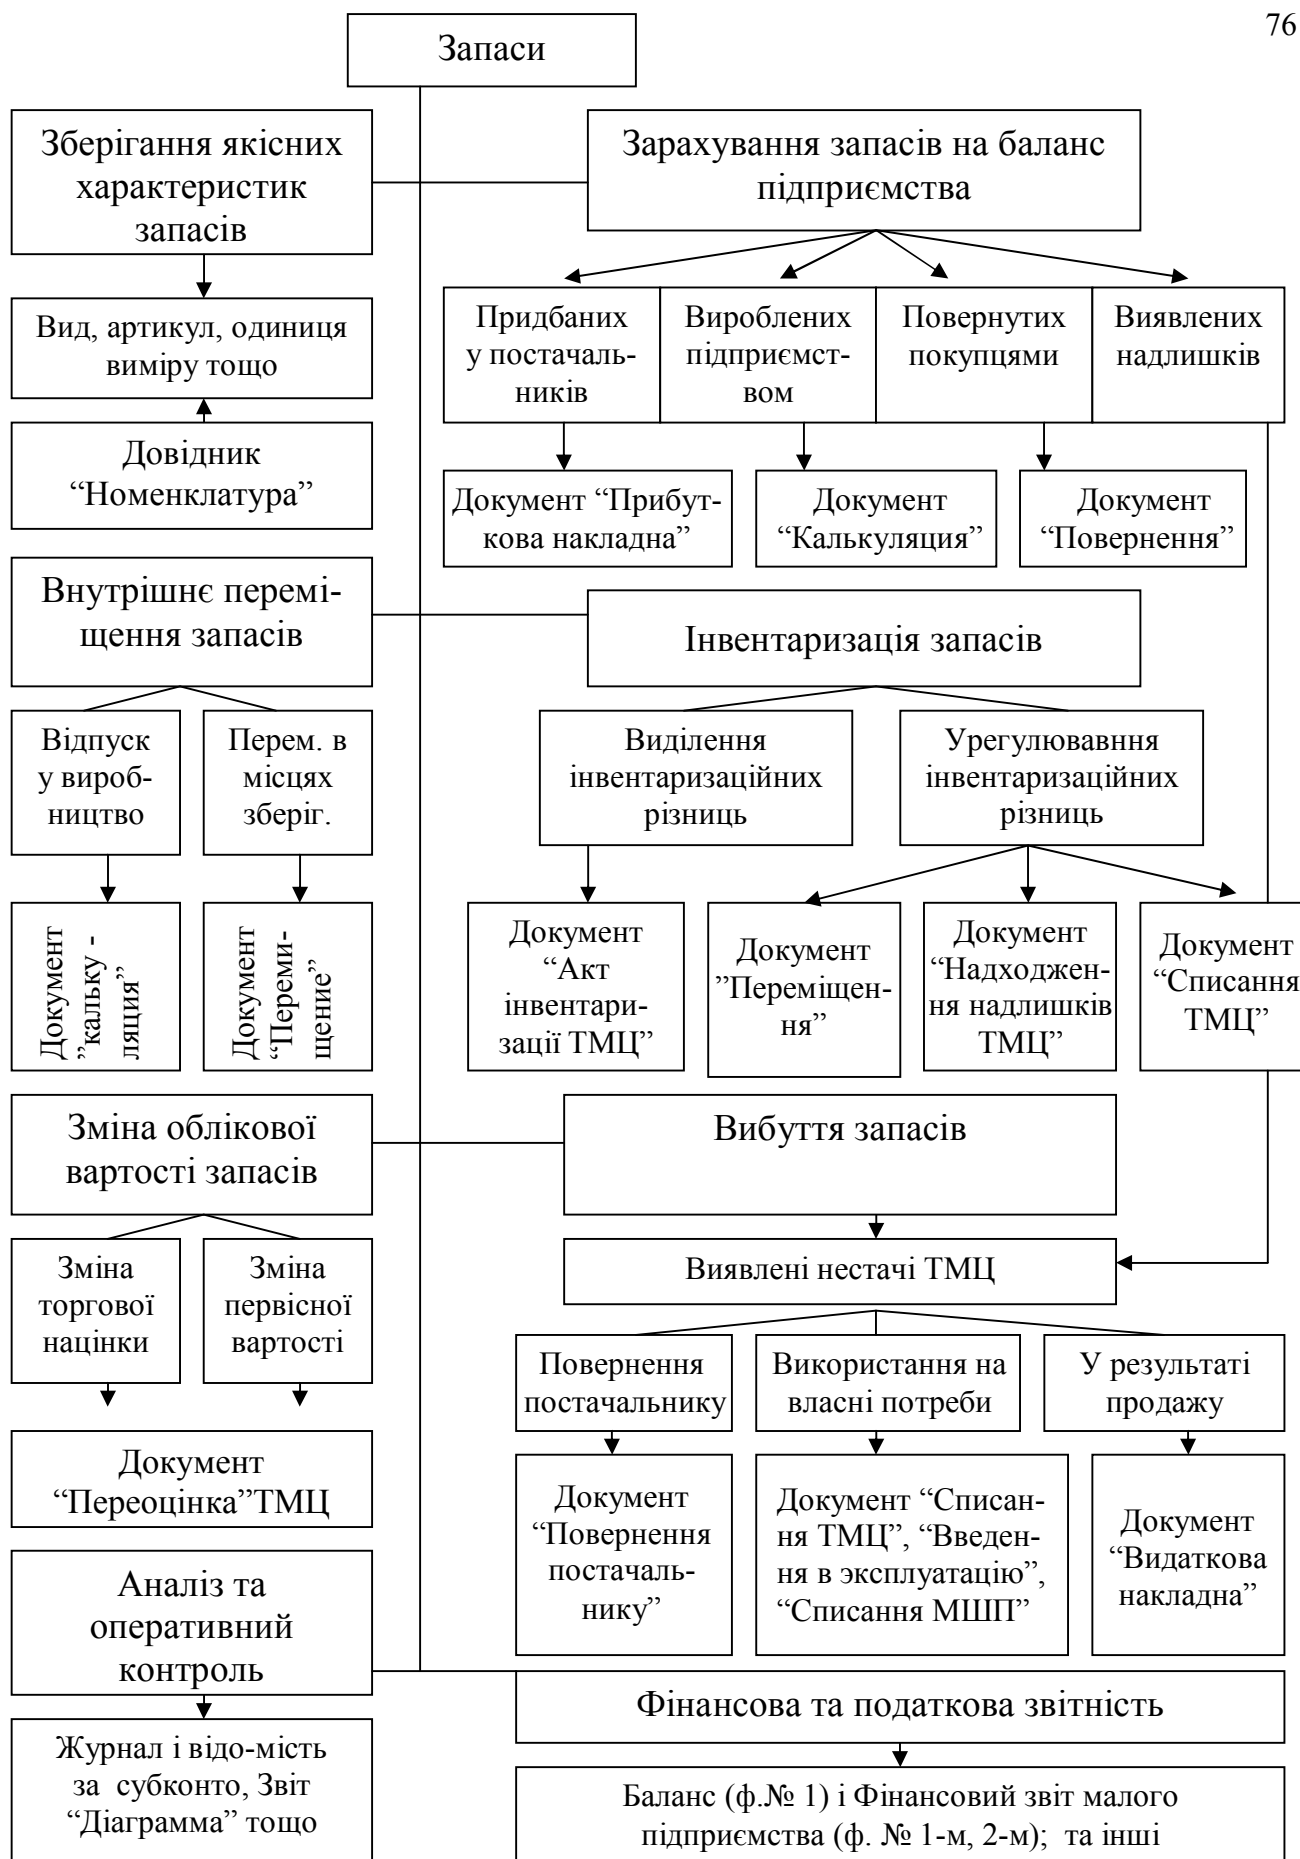 76
Запаси
Зберігання якісних
характеристик
запасів
Зарахування запасів на баланс
підприємства
Вид, артикул, одиниця
виміру тощо
Довідник
“Номенклатура”
Придбаних
у постачаль-
ників
Вироблених
підприємст-
вом
Повернутих
покупцями
Виявлених
надлишків
Документ “Прибут-
кова накладна”
Документ
“Калькуляция”
Документ
“Повернення”
Внутрішнє перемі-
щення запасів
Інвентаризація запасів
Відпуск
у вироб-
ництво
Перем. в
місцях
зберіг.
Виділення
інвентаризаційних
різниць
Урегулювавння
інвентаризаційних
різниць
Документ
”кальку -
ляция”
Документ
“Переми-
щение”
Документ
“Акт
інвентари-
зації ТМЦ”
Документ
”Переміщен-
ня”
Документ
“Надходжен-
ня надлишків
ТМЦ”
Документ
“Списання
ТМЦ”
Зміна облікової
вартості запасів
Вибуття запасів
Зміна
торгової
націнки
Зміна
первісної
вартості
Виявлені нестачі ТМЦ
Повернення
постачальнику
Використання на
власні потреби
У результаті
продажу
Документ
“Переоцінка”ТМЦ
Документ
“Повернення
постачаль-
нику”
Документ “Списан-
ня ТМЦ”, “Введен-
ня в эксплуатацію”,
“Списання МШП”
Документ
“Видаткова
накладна”
Аналіз та
оперативний
контроль
Фінансова та податкова звітність
Журнал і відо-мість
за субконто, Звіт
“Діаграмма” тощо
Баланс (ф.№ 1) і Фінансовий звіт малого
підприємства (ф. № 1-м, 2-м); та інші